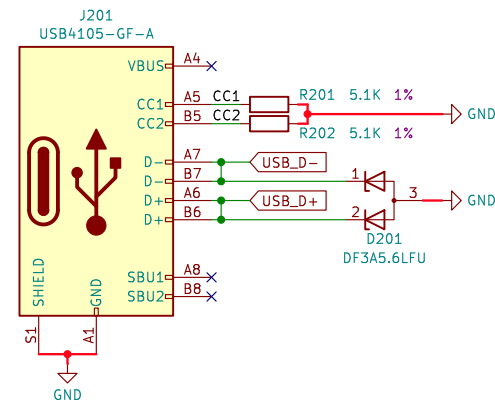 J201
USB4105-GF-A
VBUS A4
CC1 A5 CC1 R201 5.1K 1%
GND
CC2 B5 CC2 R202 5.1K 1%
D- A7 USB_D-
D- B7 1
D+ A6 USB_D+ 3 GND
D+ B6 2
D201
DF3A5.6LFU
SBU1 A8
SBU2 B8
SHIELD GND
S1 A1
GND